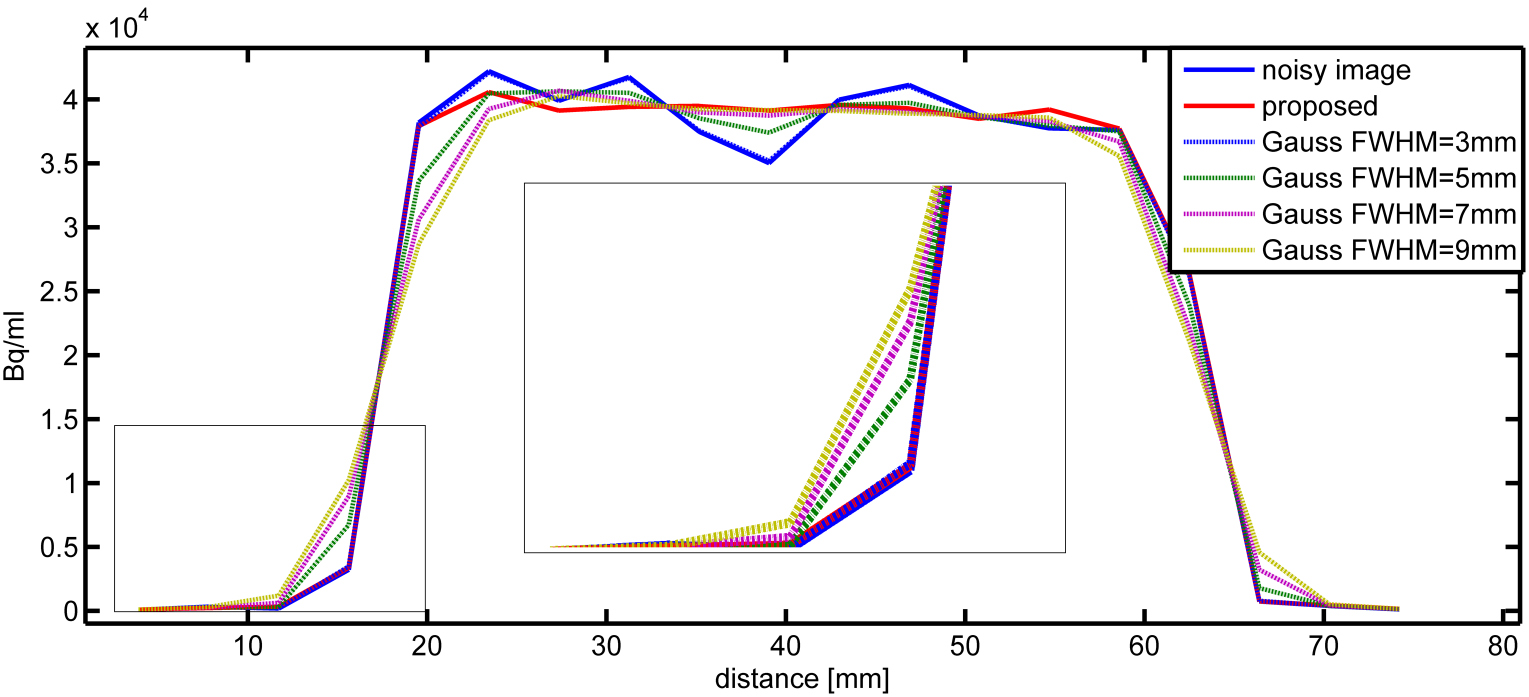 x 10⁴
noisy image
proposed
Gauss FWHM=3mm
Gauss FWHM=5mm
Gauss FWHM=7mm
Gauss FWHM=9mm
4
3.5
3
2.5
2
1.5
1
0.5
0
Bq/ml
10 20 30 40 50 60 70 80
distance [mm]